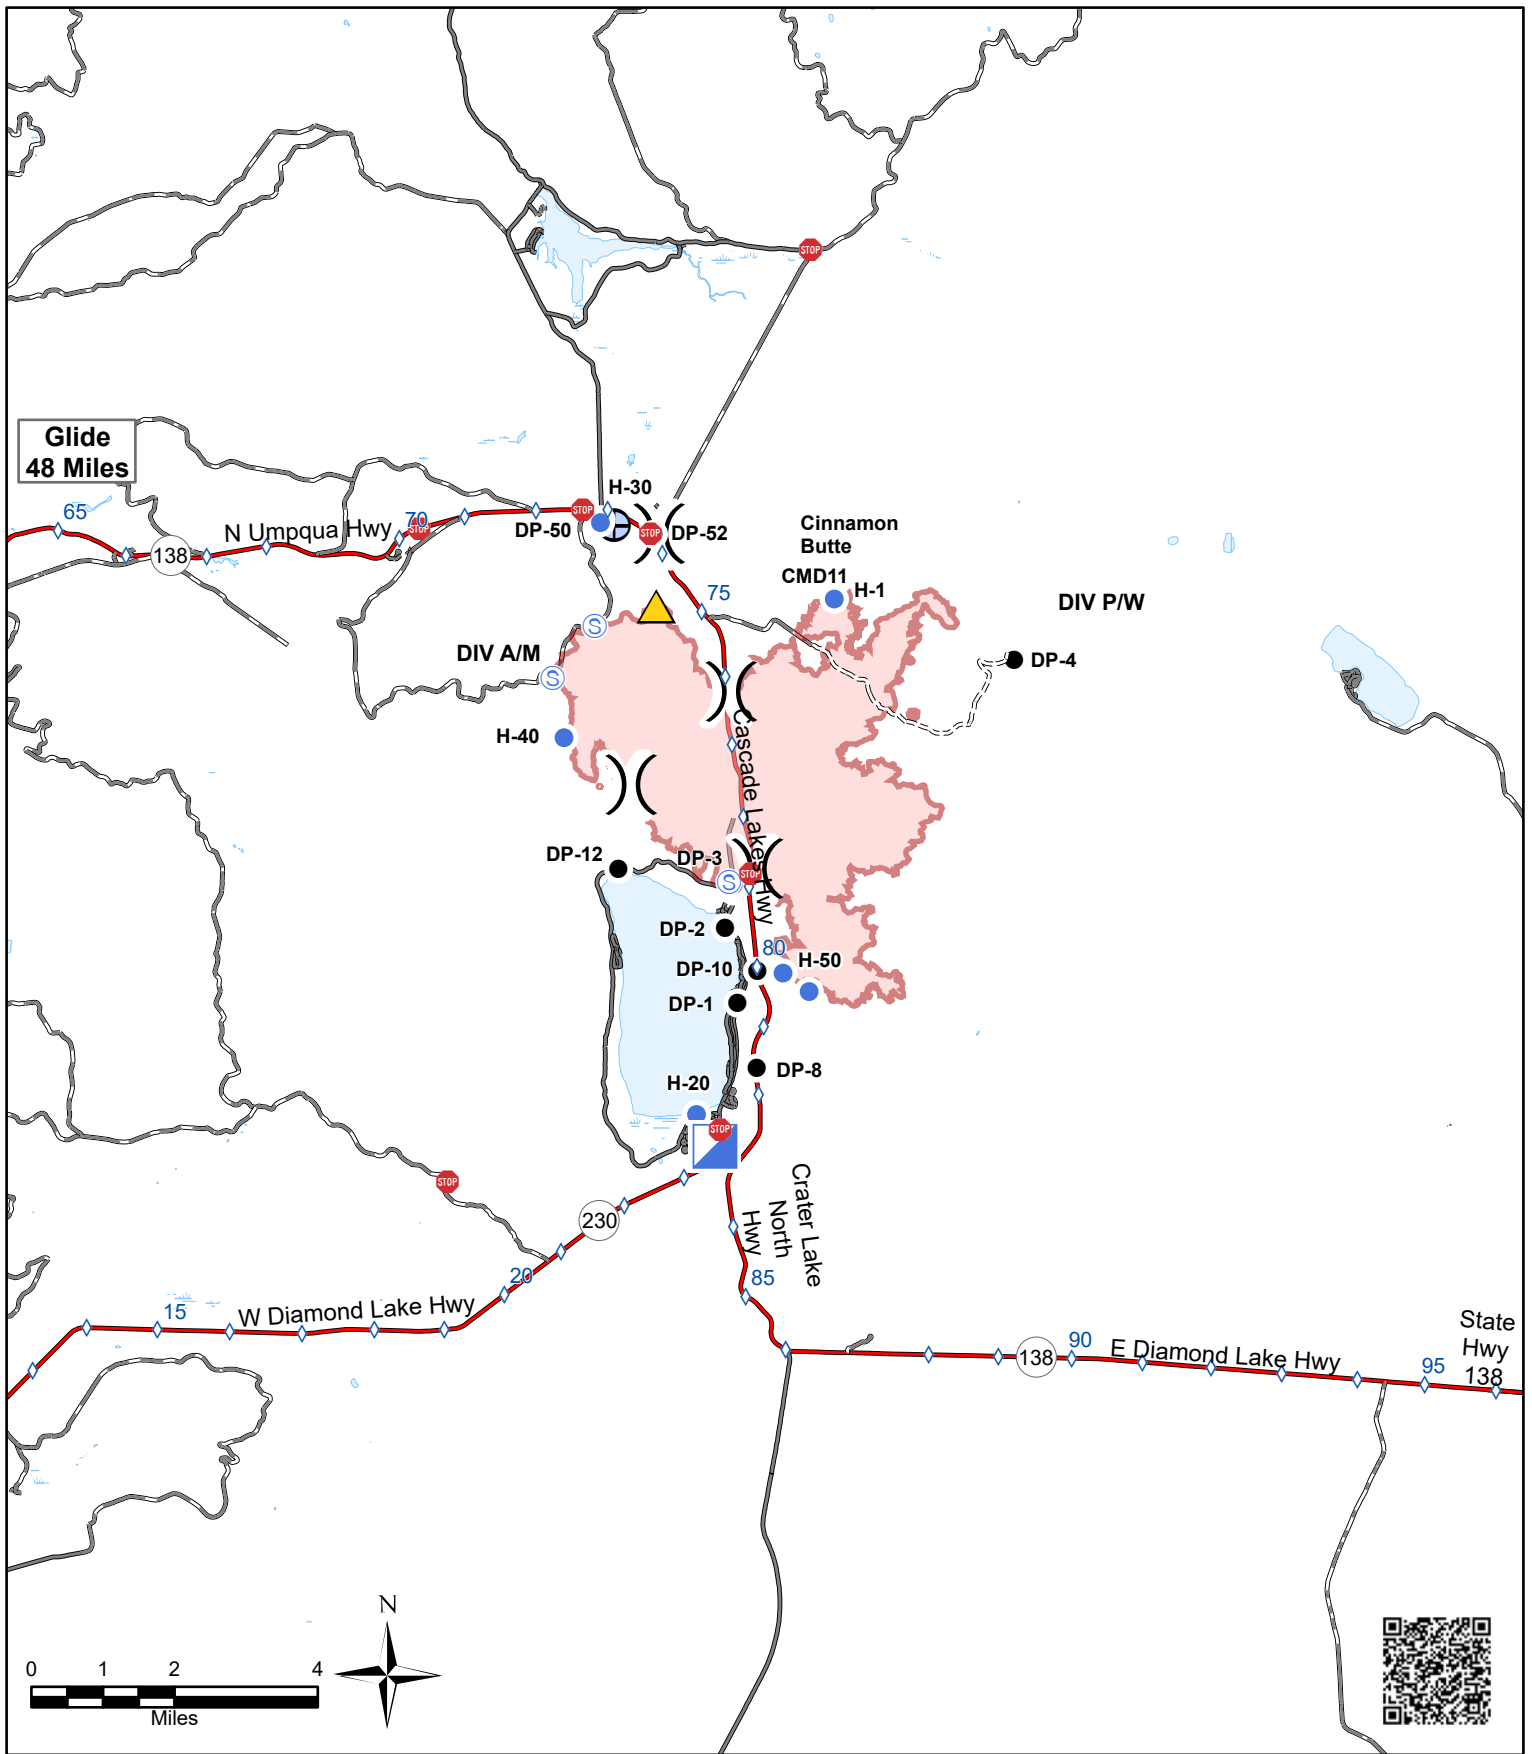 STOP
Glide
48 Miles
65
N Umpqua Hwy
70
STOP
138
STOP
H-30
DP-50
STOP
DP-52
Cinnamon
Butte
CMD11
H-1
75
DIV P/W
S
DIV A/M
S
DP-4
H-40
Cascade Lakes Hwy
DP-12
DP-3
STOP
S
DP-2
80
H-50
DP-10
DP-1
DP-8
H-20
STOP
STOP
Crater Lake
North
Hwy
230
85
20
15
W Diamond Lake Hwy
138
90
E Diamond Lake Hwy
95
State
Hwy
138
N
0 1 2 4
Miles